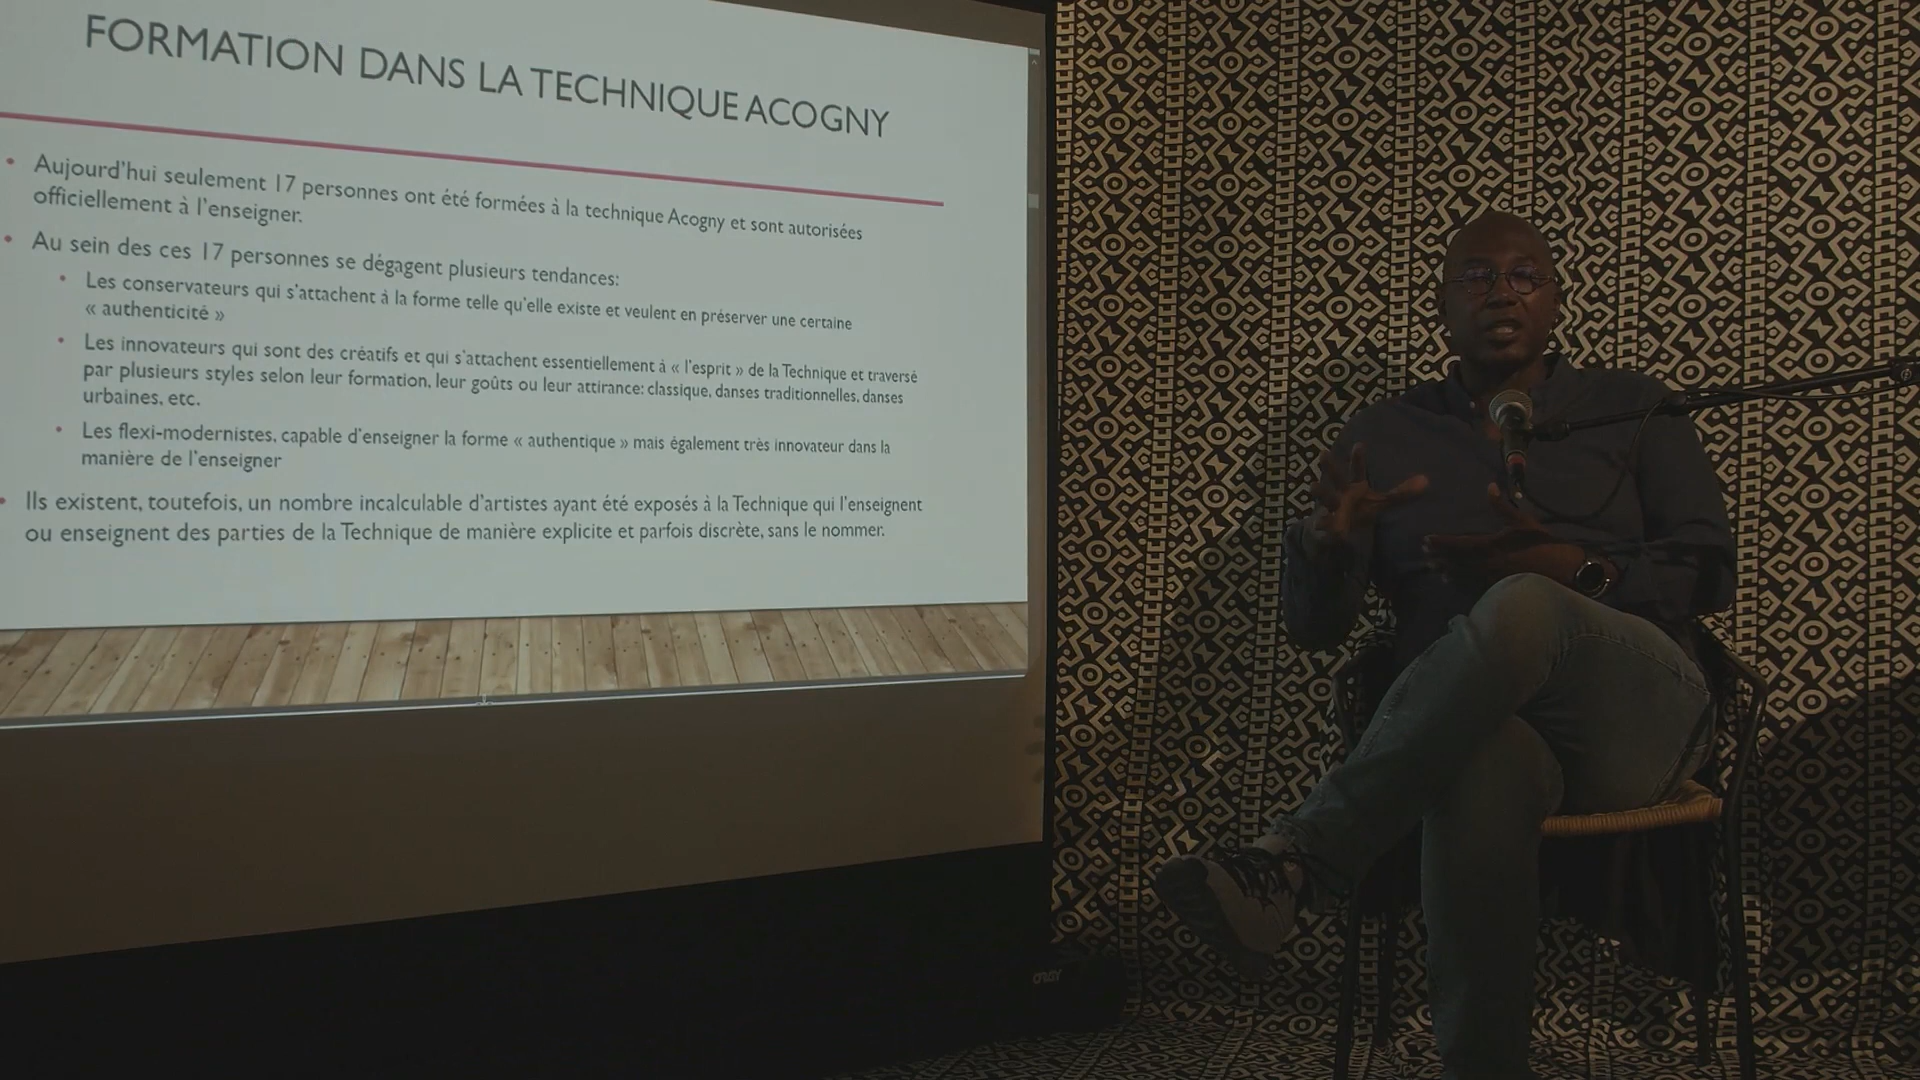 FORMATION DANS LA TECHNIQUE ACOGNY
• Aujourd'hui seulement 17 personnes ont été formées à la technique Acogny et sont autorisées
officiellement à l'enseigner.
• Au sein des ces 17 personnes se dégagent plusieurs tendances:
• Les conservateurs qui s'attachent à la forme telle qu'elle existe et veulent en préserver une certaine
« authenticité »
• Les innovateurs qui sont des créatifs et qui s'attachent essentiellement à « l'esprit » de la Technique et traversé
par plusieurs styles selon leur formation, leur goûts ou leur attirance: classique, danses traditionnelles, danses
urbaines, etc.
• Les flexi-modernistes, capable d'enseigner la forme « authentique » mais également très innovateur dans la
manière de l'enseigner
• Ils existent, toutefois, un nombre incalculable d'artistes ayant été exposés à la Technique qui l'enseignent
ou enseignent des parties de la Technique de manière explicite et parfois discrète, sans le nommer.